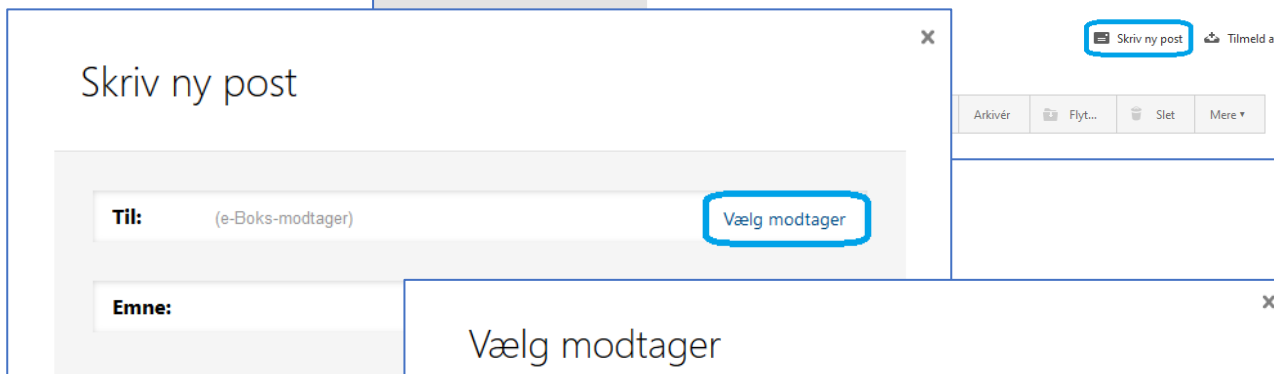 Skriv ny post Tilmeld a
Skriv ny post
Arkivér Flyt... Slet Mere
Til: (e-Boks-modtager) Vælg modtager
Emne:
Vælg modtager